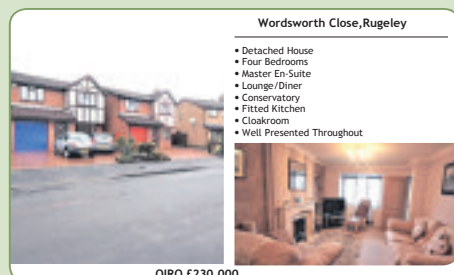 Wordsworth Close,Rugeley
• Detached House
• Four Bedrooms
• Master En-Suite
• Lounge/Diner
• Conservatory
• Fitted Kitchen
• Cloakroom
• Well Presented Throughout
OIRO £230,000